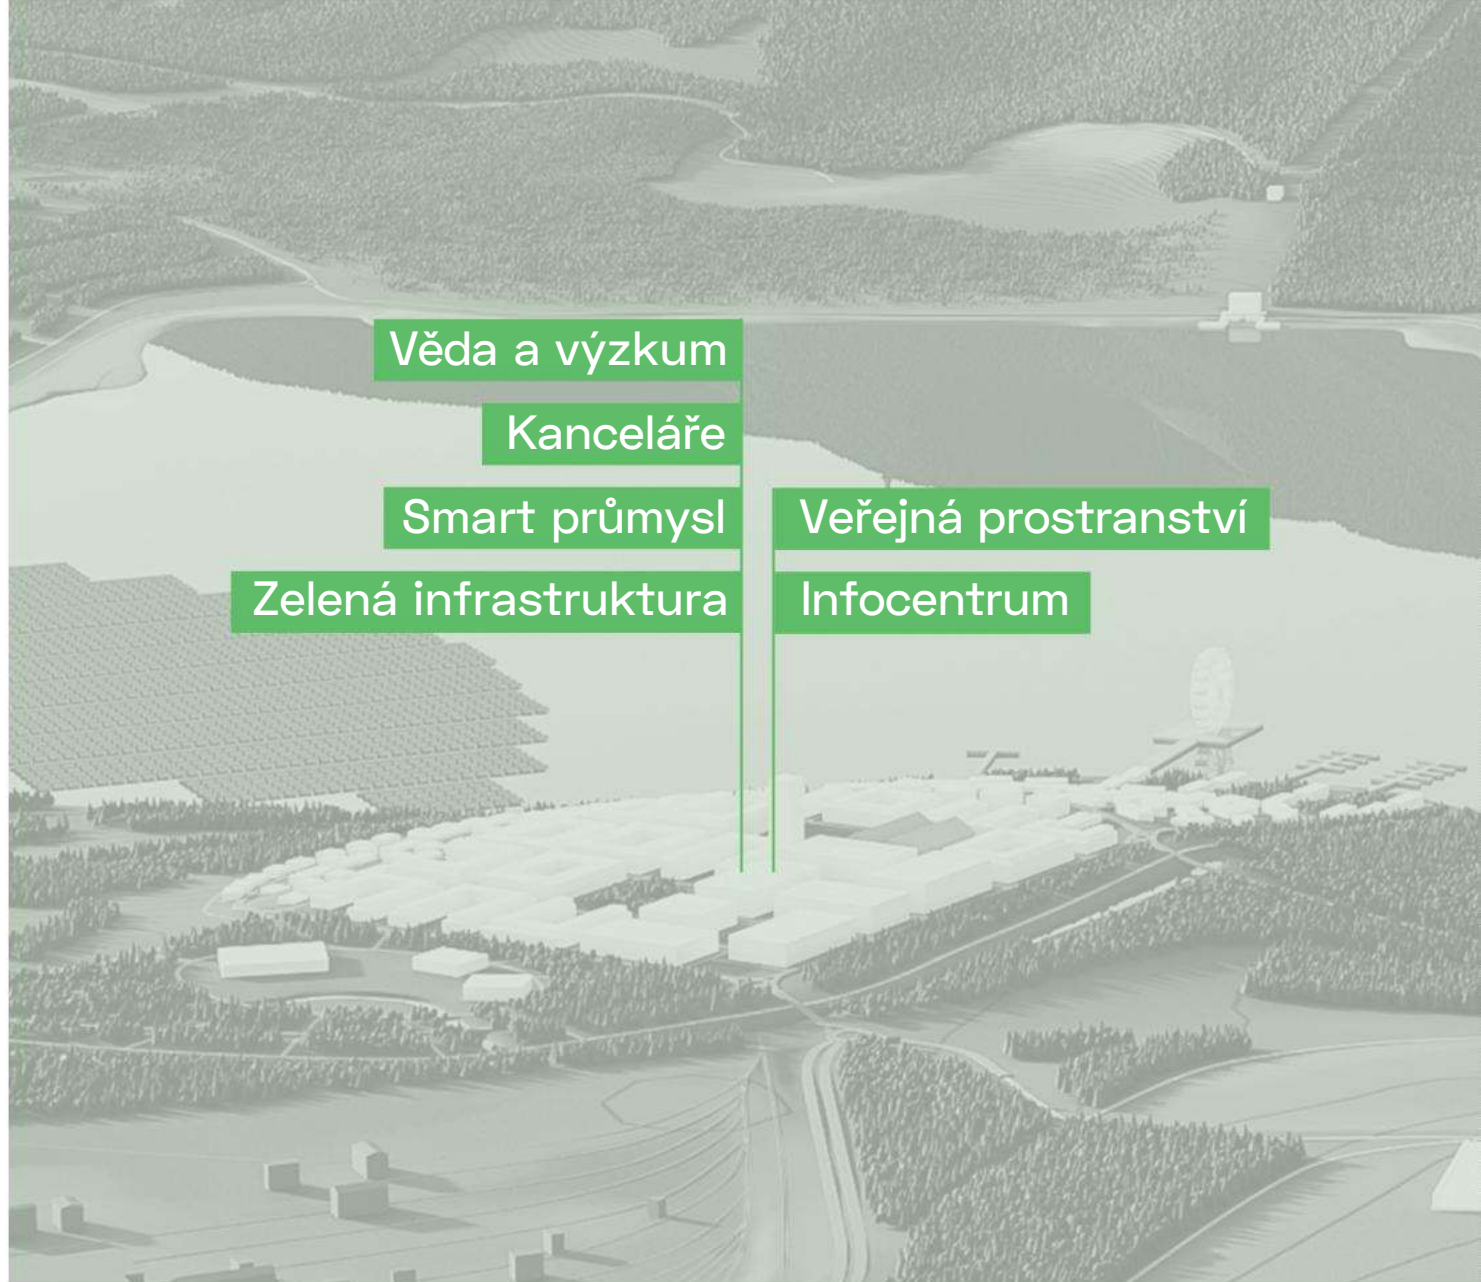 Věda a výzkum
Kanceláře
Smart průmysl
Zelená infrastruktura
Veřejná prostranství
Infocentrum